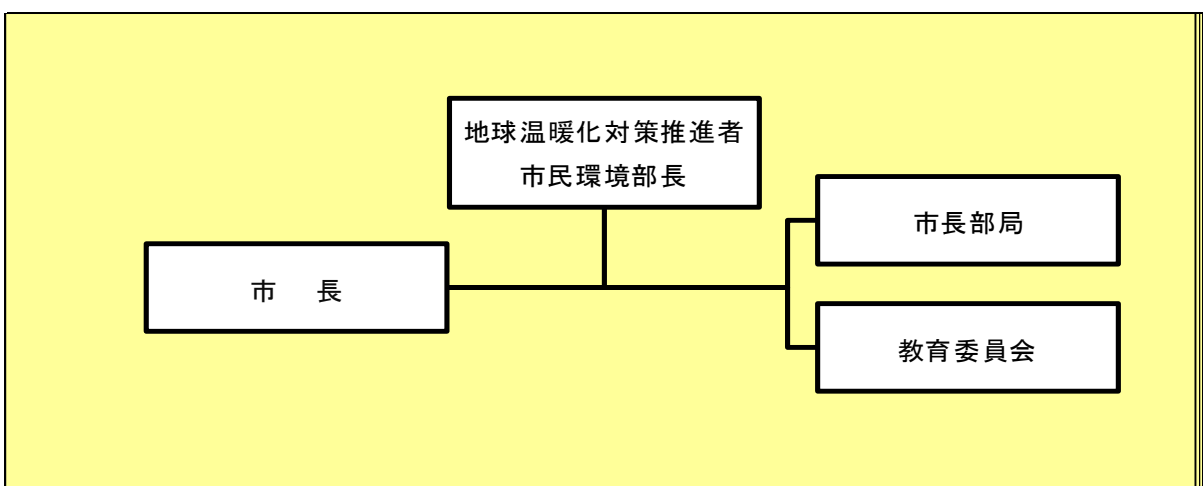 地球温暖化対策推進者
市民環境部長
市長部局
市　長
教育委員会